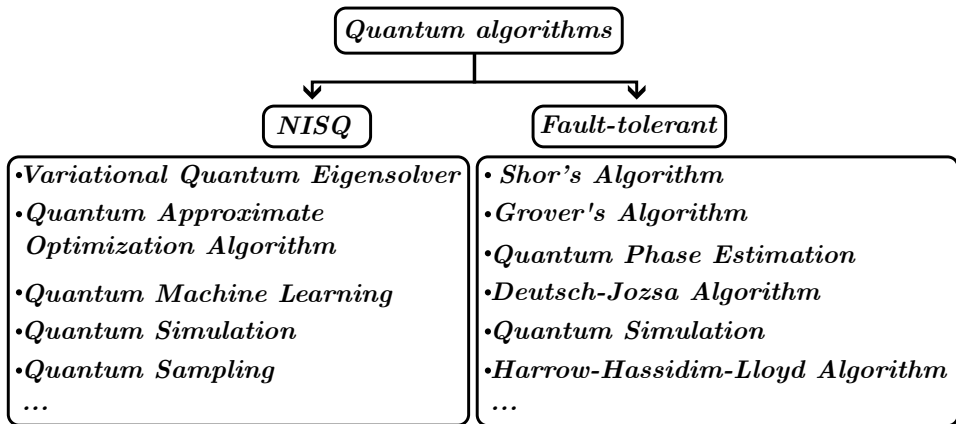 Quantum algorithms
NISQ
Fault-tolerant
•Variational Quantum Eigensolver
•Quantum Approximate
Optimization Algorithm
•Quantum Machine Learning
•Quantum Simulation
•Quantum Sampling
...
• Shor’s Algorithm
•Grover's Algorithm
•Quantum Phase Estimation
•Deutsch-Jozsa Algorithm
•Quantum Simulation
•Harrow-Hassidim-Lloyd Algorithm
...